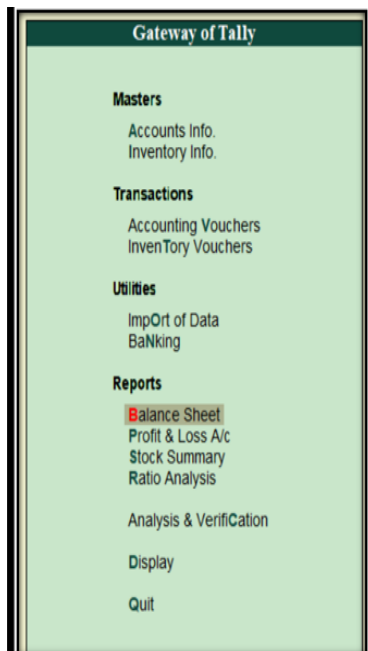 Gateway of Tally
Masters
Accounts Info.
Inventory Info.
Transactions
Accounting Vouchers
InvenTory Vouchers
Utilities
ImpOrt of Data
BaNking
Reports
Balance Sheet
Profit & Loss A/c
Stock Summary
Ratio Analysis
Analysis & VerifiCation
Display
Quit